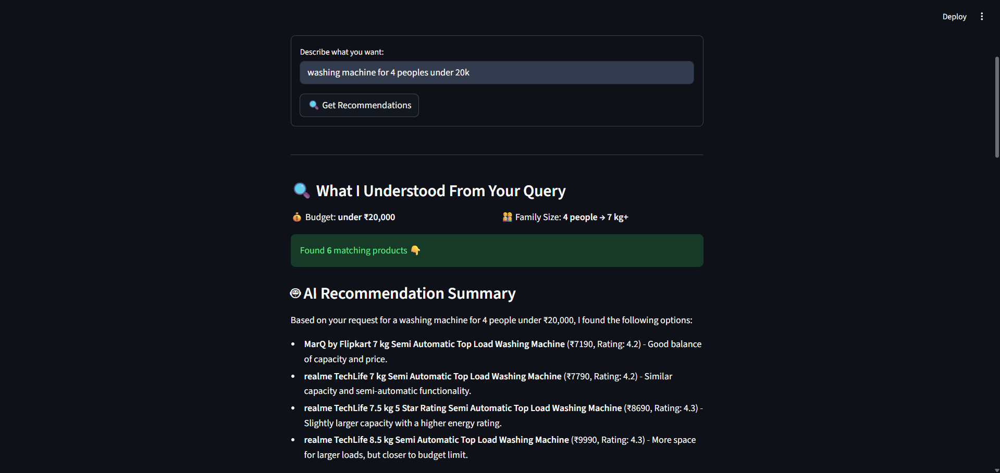 Deploy
Describe what you want:
washing machine for 4 peoples under 20k
🔍 Get Recommendations
🔍 What I Understood From Your Query
💰 Budget: under ₹20,000
👨‍👩‍👧‍👦 Family Size: 4 people → 7 kg+
Found 6 matching products 👇
AI Recommendation Summary
Based on your request for a washing machine for 4 people under ₹20,000, I found the following options:
• MarQ by Flipkart 7 kg Semi Automatic Top Load Washing Machine (₹7190, Rating: 4.2) - Good balance
of capacity and price.
• realme TechLife 7 kg Semi Automatic Top Load Washing Machine (₹7790, Rating: 4.2) - Similar
capacity and semi-automatic functionality.
• realme TechLife 7.5 kg 5 Star Rating Semi Automatic Top Load Washing Machine (₹8690, Rating: 4.3) -
Slightly larger capacity with a higher energy rating.
• realme TechLife 8.5 kg Semi Automatic Top Load Washing Machine (₹9990, Rating: 4.3) - More space
for larger loads, but closer to budget limit.